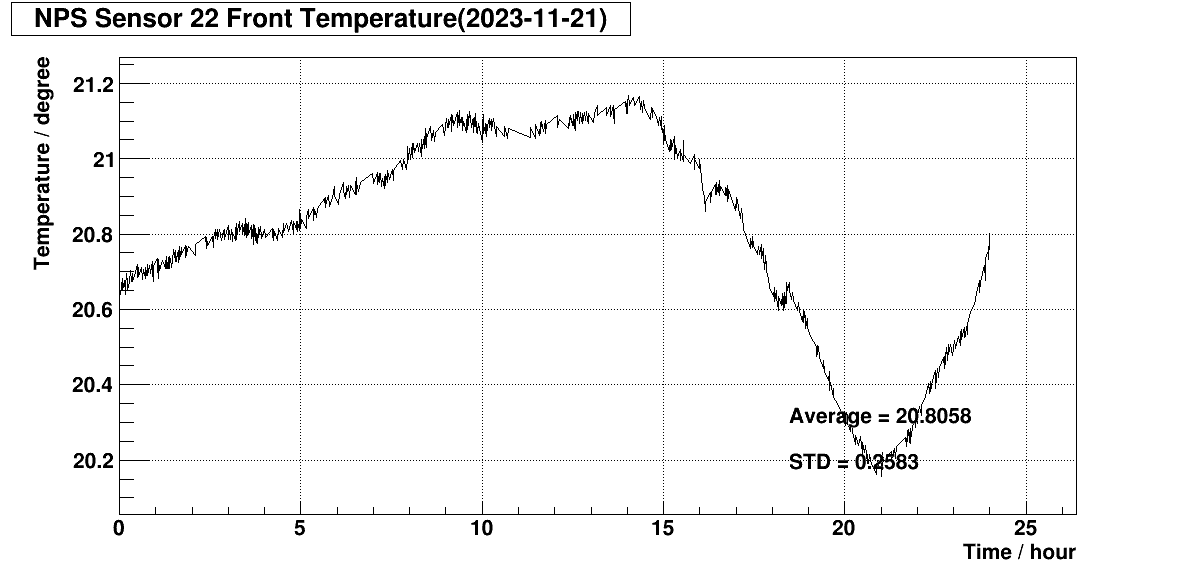 NPS Sensor 22 Front Temperature(2023-11-21)
Temperature / degree
21.2
21
20.8
20.6
20.4
20.2
Average = 20.8058
STD = 0.2583
0 5 10 15 20 25
Time / hour